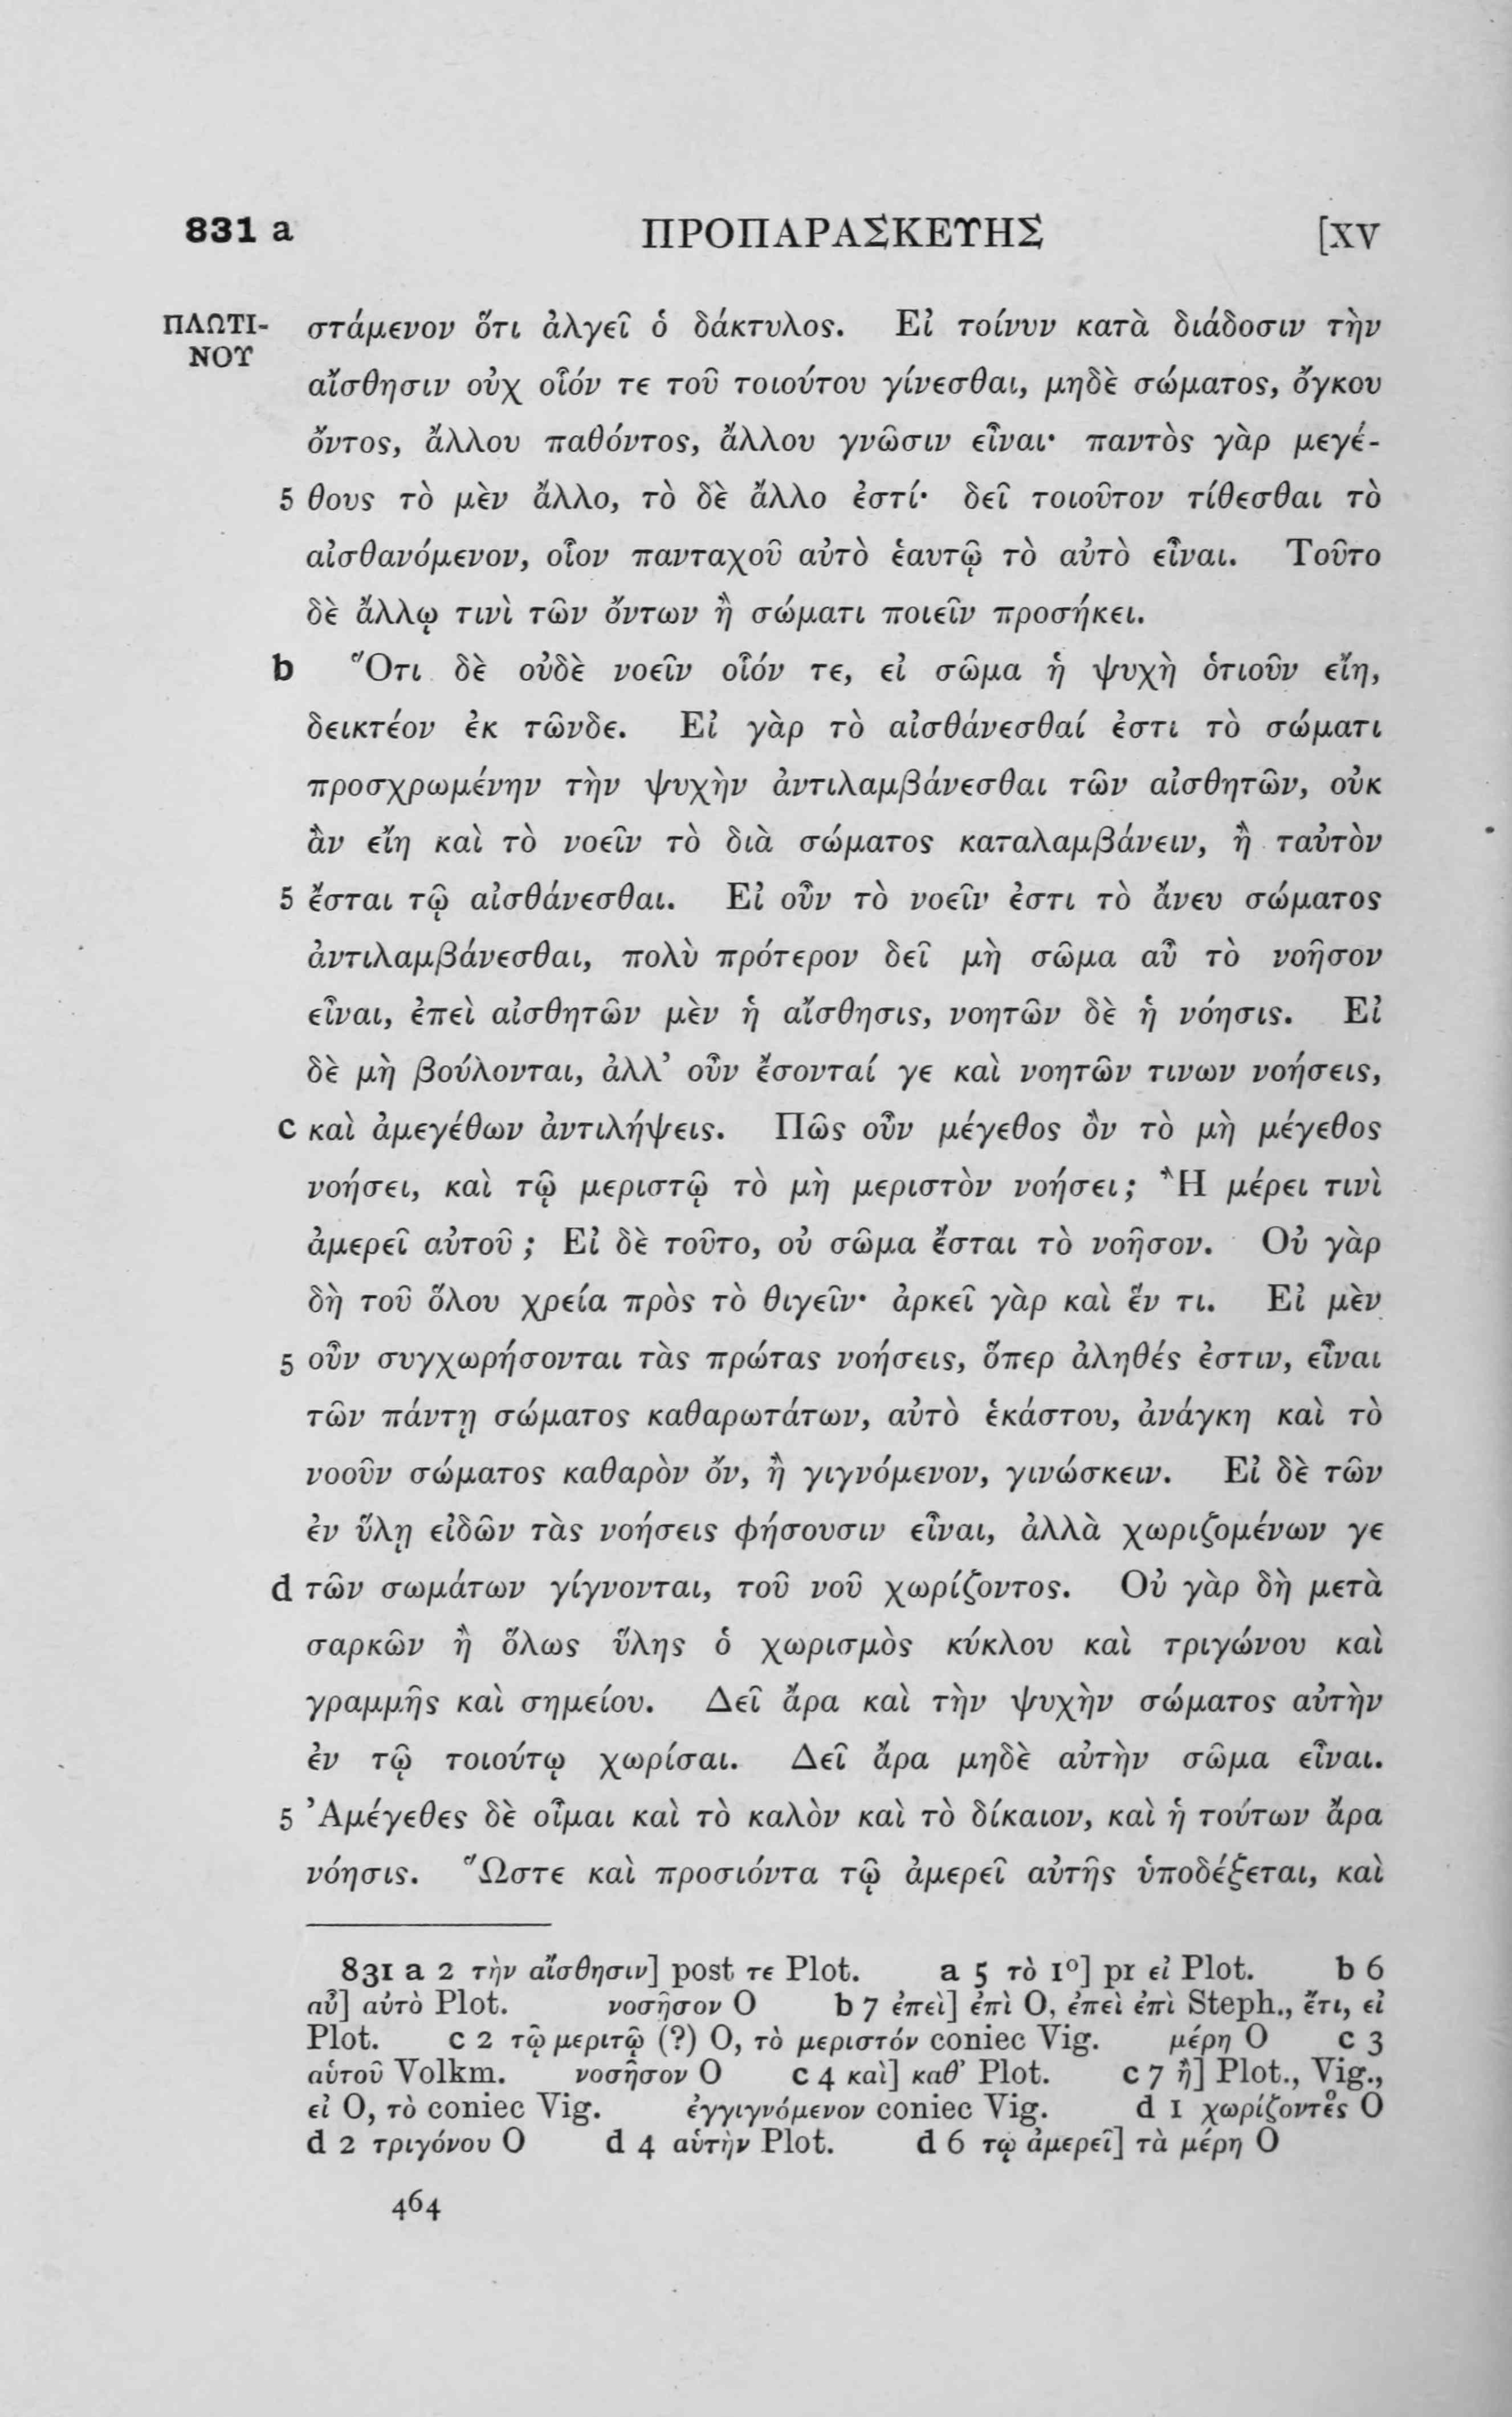 831 a ΠΡΟΠΑΡΑΣΚΕΥΗΣ [XV
ΠΛΩΤΙ- στάμενον ὅτι ἀλγεῖ ὁ δάκτυλος. Εἰ τοίνυν κατὰ διάδοσιν τὴν
ΝΟΥ
αἴσθησιν οὐχ οἷόν τε τοῦ τοιούτου γίνεσθαι, μηδὲ σώματος, ὄγκου
ὄντος, ἄλλου παθόντος, ἄλλου γνῶσιν εἶναι· παντὸς γὰρ μεγέ-
5 θους τὸ μὲν ἄλλο, τὸ δὲ ἄλλο ἐστί· δεῖ τοιοῦτον τίθεσθαι τὸ
αἰσθανόμενον, οἷον πανταχοῦ αὐτὸ ἑαυτῷ τὸ αὐτὸ εἶναι. Τοῦτο
δὲ ἄλλῳ τινὶ τῶν ὄντων ἢ σώματι ποιεῖν προσήκει.
b Ὅτι δὲ οὐδὲ νοεῖν οἷόν τε, εἰ σῶμα ἡ ψυχὴ ὁτιοῦν εἴη,
δεικτέον ἐκ τῶνδε. Εἰ γὰρ τὸ αἰσθάνεσθαί ἐστι τὸ σώματι
προσχρωμένην τὴν ψυχὴν ἀντιλαμβάνεσθαι τῶν αἰσθητῶν, οὐκ
ἂν εἴη καὶ τὸ νοεῖν τὸ διὰ σώματος καταλαμβάνειν, ἢ ταὐτὸν
5 ἔσται τῷ αἰσθάνεσθαι. Εἰ οὖν τὸ νοεῖν ἐστι τὸ ἄνευ σώματος
ἀντιλαμβάνεσθαι, πολὺ πρότερον δεῖ μὴ σῶμα αὖ τὸ νοῆσον
εἶναι, ἐπεὶ αἰσθητῶν μὲν ἡ αἴσθησις, νοητῶν δὲ ἡ νόησις. Εἰ
δὲ μὴ βούλονται, ἀλλ’ οὖν ἔσονταί γε καὶ νοητῶν τινων νοήσεις,
c καὶ ἀμεγέθων ἀντιλήψεις. Πῶς οὖν μέγεθος ὂν τὸ μὴ μέγεθος
νοήσει, καὶ τῷ μεριστῷ τὸ μὴ μεριστὸν νοήσει; Ἢ μέρει τινὶ
ἀμερεῖ αὐτοῦ; Εἰ δὲ τοῦτο, οὐ σῶμα ἔσται τὸ νοῆσον. Οὐ γὰρ
δὴ τοῦ ὅλου χρεία πρὸς τὸ θιγεῖν· ἀρκεῖ γὰρ καὶ ἕν τι. Εἰ μὲν
5 οὖν συγχωρήσονται τὰς πρώτας νοήσεις, ὅπερ ἀληθές ἐστιν, εἶναι
τῶν πάντῃ σώματος καθαρωτάτων, αὐτὸ ἑκάστου, ἀνάγκη καὶ τὸ
νοοῦν σώματος καθαρὸν ὄν, ἢ γιγνόμενον, γινώσκειν. Εἰ δὲ τῶν
ἐν ὕλῃ εἰδῶν τὰς νοήσεις φήσουσιν εἶναι, ἀλλὰ χωριζομένων γε
d τῶν σωμάτων γίγνονται, τοῦ νοῦ χωρίζοντος. Οὐ γὰρ δὴ μετὰ
σαρκῶν ἢ ὅλως ὕλης ὁ χωρισμὸς κύκλου καὶ τριγώνου καὶ
γραμμῆς καὶ σημείου. Δεῖ ἄρα καὶ τὴν ψυχὴν σώματος αὐτὴν
ἐν τῷ τοιούτῳ χωρίσαι. Δεῖ ἄρα μηδὲ αὐτὴν σῶμα εἶναι.
5 Ἀμέγεθες δὲ οἶμαι καὶ τὸ καλὸν καὶ τὸ δίκαιον, καὶ ἡ τούτων ἄρα
νόησις. Ὥστε καὶ προσιόντα τῷ ἀμερεῖ αὐτῆς ὑποδέξεται, καὶ
831 a 2 τὴν αἴσθησιν] post τε Plot. a 5 τὸ 1º] pr εἰ Plot. b 6
αὖ] αὐτὸ Plot. νοσῆσον O b 7 ἐπεὶ] ἐπὶ O, ἐπεὶ ἐπὶ Steph., ἔτι, εἰ
Plot. c 2 τῷ μεριτῷ (?) O, τὸ μεριστόν coniec Vig. μέρη O c 3
αὑτοῦ Volkm. νοσῆσον O c 4 καὶ] καθ’ Plot. c 7 ἢ] Plot., Vig.,
εἰ O, τὸ coniec Vig. ἐγγιγνόμενον coniec Vig. d 1 χωρίζοντες̊ O
d 2 τριγόνου O d 4 αὑτὴν Plot. d 6 τῳ ἀμερεῖ] τὰ μέρη O
464